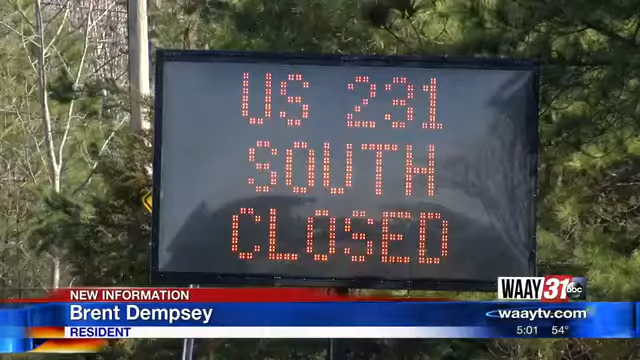 US 231
SOUTH
CLOSED
NEW INFORMATION
Brent Dempsey
RESIDENT
WAAY 31 abc
waaytv.com
5:01 54°